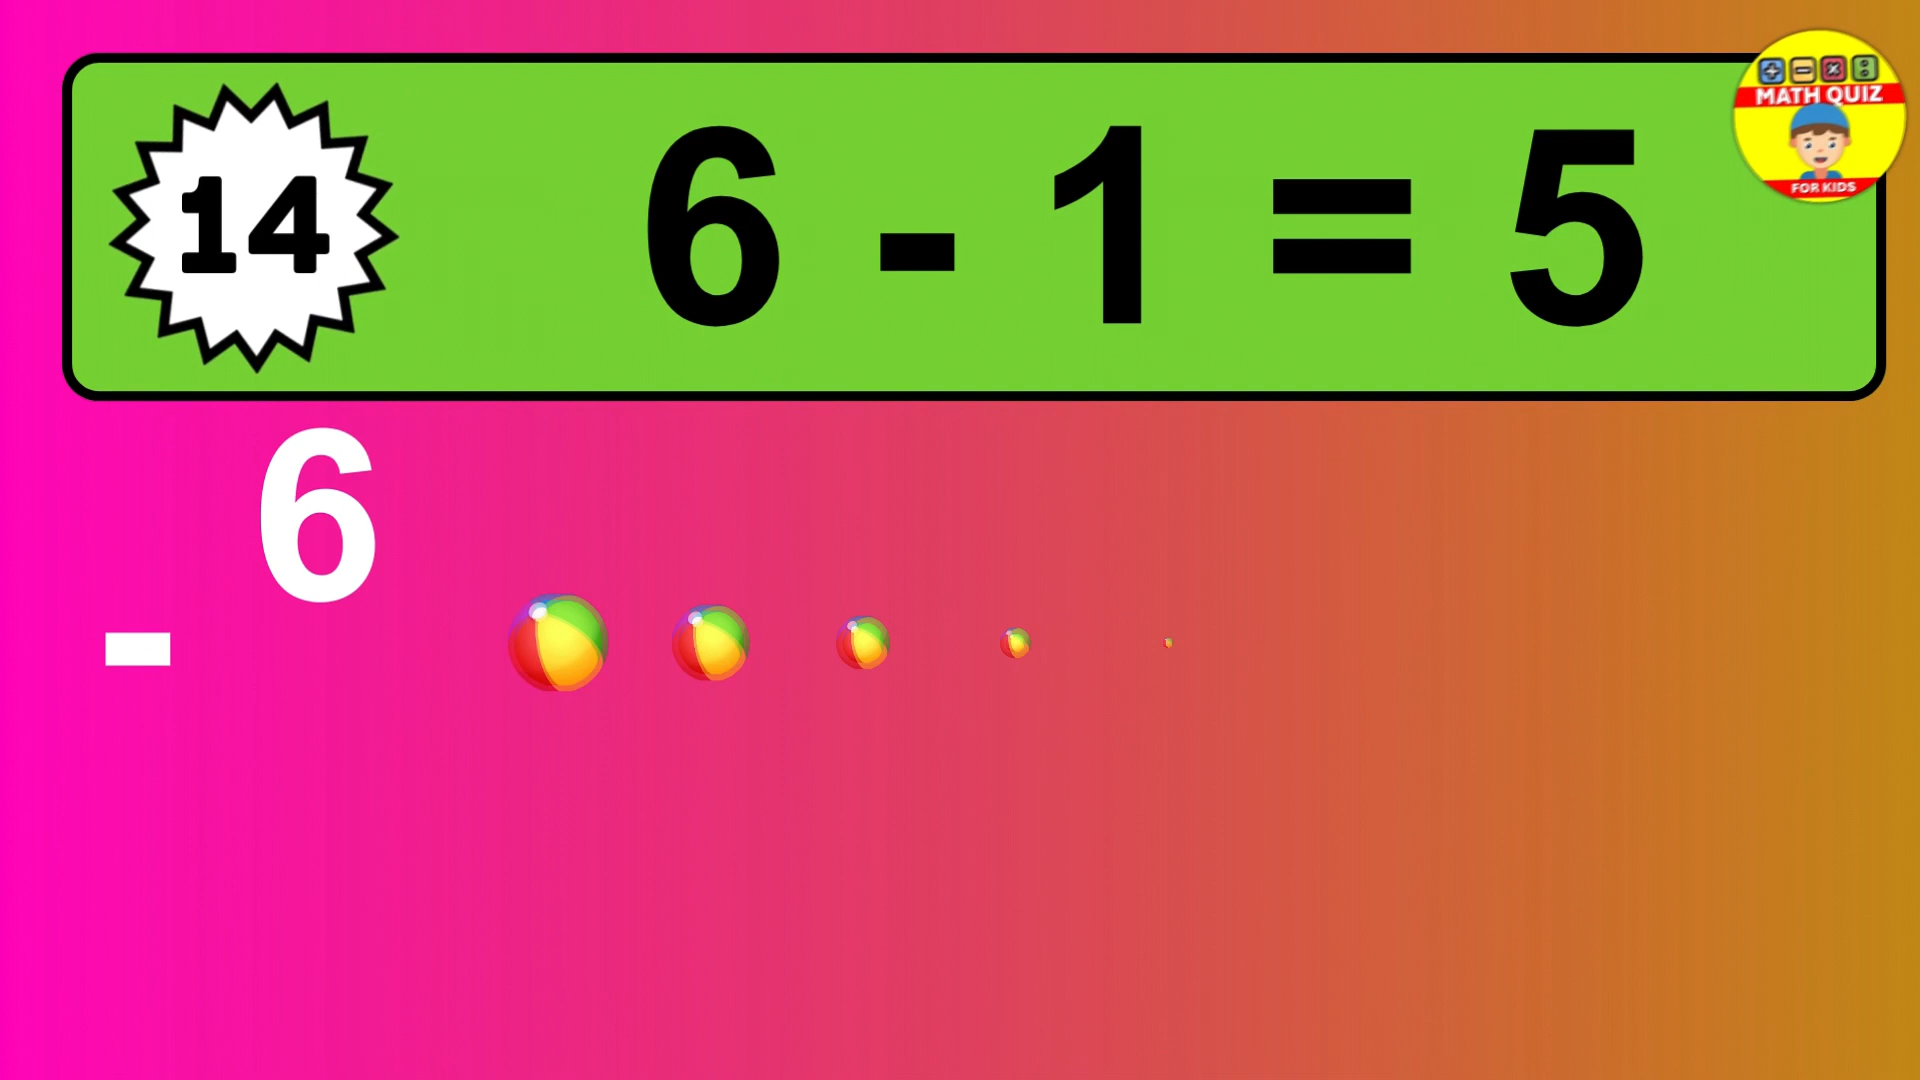 14
6 - 1 = 5
+ - × :
MATH QUIZ
FOR KIDS
6
-